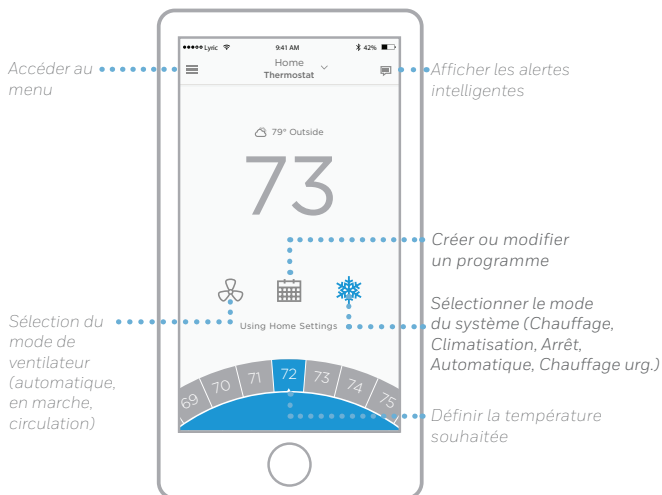 Lyric 9:41 AM 42%
Home
Thermostat
Accéder au
menu
Afficher les alertes
intelligentes
79° Outside
73
Créer ou modifier
un programme
Sélectionner le mode
du système (Chauffage,
Climatisation, Arrêt,
Automatique, Chauffage urg.)
Sélection du
mode de
ventilateur
(automatique,
en marche,
circulation)
Using Home Settings
69 70 71 72 73 74 75
Définir la température
souhaitée